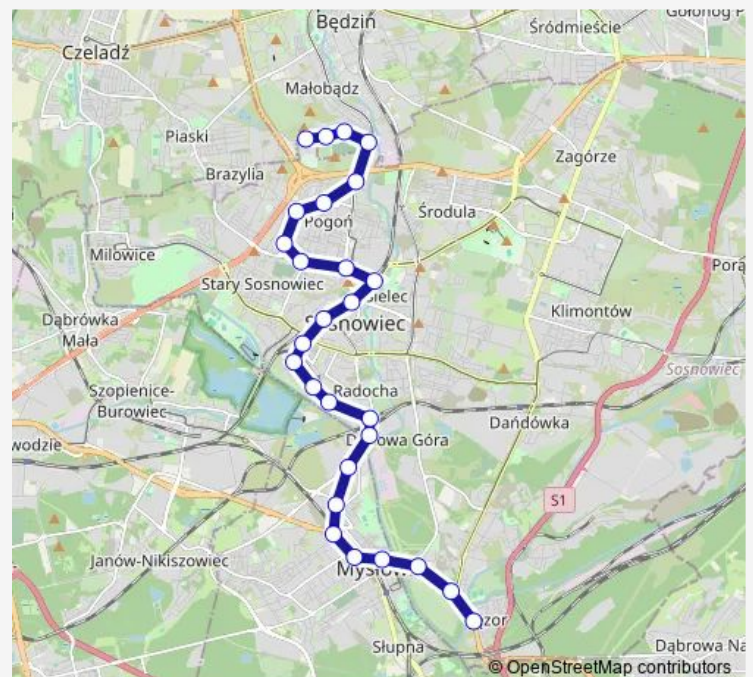 Będzin
Czeladź
Śródmieście
Małobądz
Piaski
Zagórze
Brazylia
Środula
Pogoń
Milowice
Stary Sosnowiec
Dąbrówka
Mała
Klimontów
Sosnowiec
Szopienice-
Burowiec
Radocha
Dańdówka
S1
Janów-Nikiszowiec
Słupna
© OpenStreetMap contributors